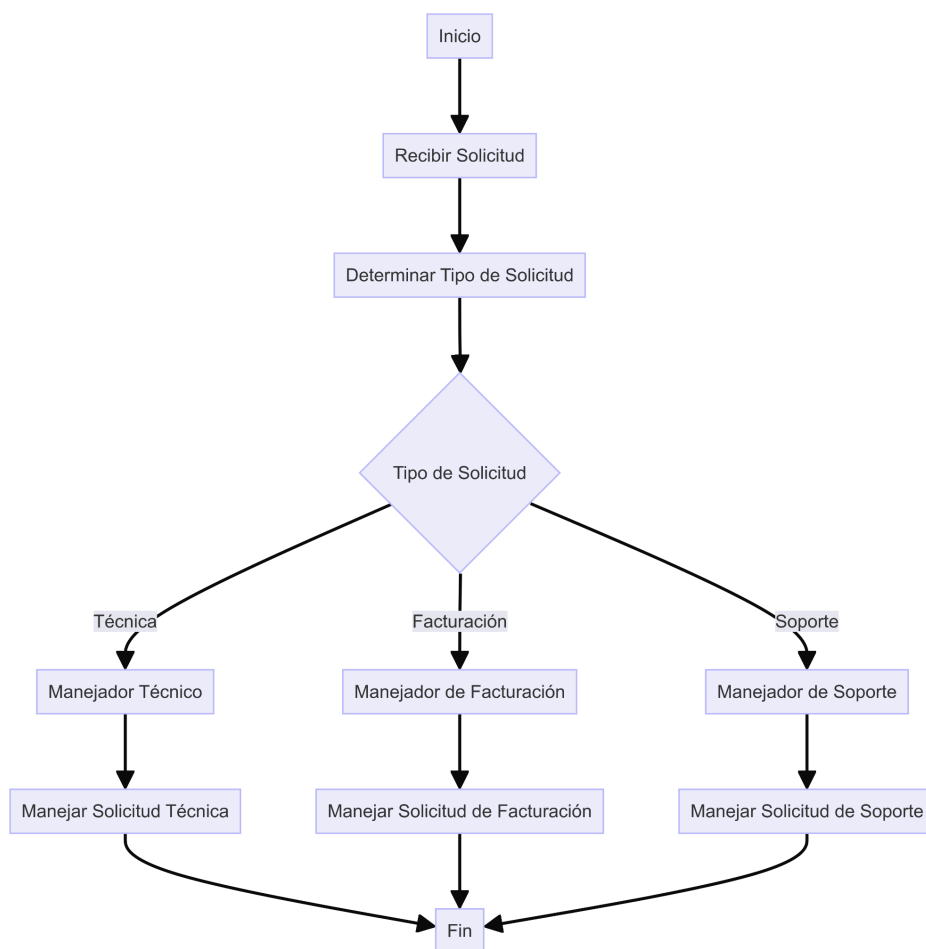 Inicio
Recibir Solicitud
Determinar Tipo de Solicitud
Tipo de Solicitud
Técnica
Facturación
Soporte
Manejador Técnico
Manejador de Facturación
Manejador de Soporte
Manejar Solicitud Técnica
Manejar Solicitud de Facturación
Manejar Solicitud de Soporte
Fin